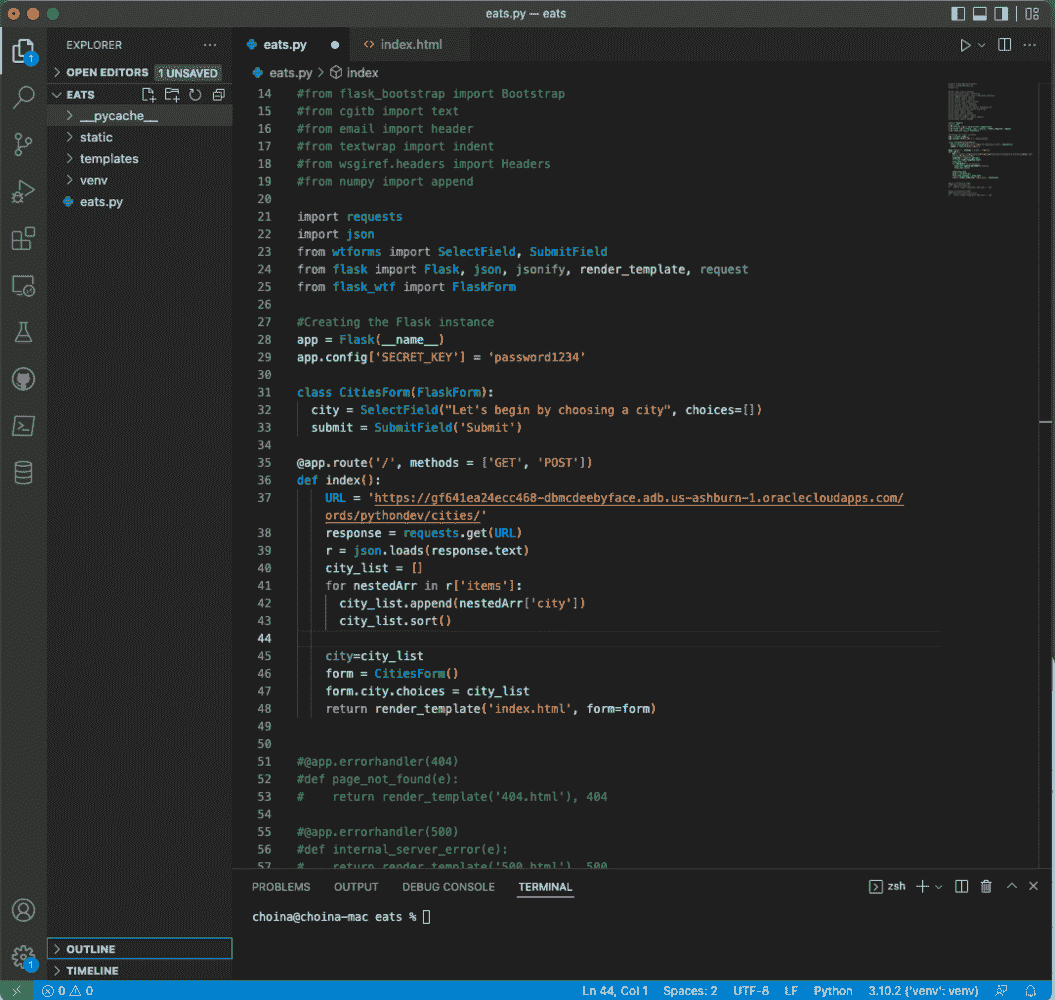 eats.py — eats
EXPLORER
OPEN EDITORS 1 UNSAVED
EATS
__pycache__
static
templates
venv
eats.py
eats.py
index.html
eats.py > index
14 #from flask_bootstrap import Bootstrap
15 #from cgitb import text
16 #from email import header
17 #from textwrap import indent
18 #from wsgiref.headers import Headers
19 #from numpy import append
20
21 import requests
22 import json
23 from wtforms import SelectField, SubmitField
24 from flask import Flask, json, jsonify, render_template, request
25 from flask_wtf import FlaskForm
26
27 #Creating the Flask instance
28 app = Flask(__name__)
29 app.config['SECRET_KEY'] = 'password1234'
30
31 class CitiesForm(FlaskForm):
32 city = SelectField("Let's begin by choosing a city", choices=[])
33 submit = SubmitField('Submit')
34
35 @app.route('/', methods = ['GET', 'POST'])
36 def index():
37 URL = 'https://gf641ea24ecc468-dbmcdeebyface.adb.us-ashburn-1.oraclecloudapps.com/
ords/pythondev/cities/'
38 response = requests.get(URL)
39 r = json.loads(response.text)
40 city_list = []
41 for nestedArr in r['items']:
42 city_list.append(nestedArr['city'])
43 city_list.sort()
44
45 city=city_list
46 form = CitiesForm()
47 form.city.choices = city_list
48 return render_template('index.html', form=form)
49
50
51 #@app.errorhandler(404)
52 #def page_not_found(e):
53 # return render_template('404.html'), 404
54
55 #@app.errorhandler(500)
56 #def internal_server_error(e):
57 # return render_template('500.html'), 500
PROBLEMS OUTPUT DEBUG CONSOLE TERMINAL
zsh
choina@choina-mac eats %
OUTLINE
TIMELINE
1
1
0 0
Ln 44, Col 1 Spaces: 2 UTF-8 LF Python 3.10.2 ('venv': venv)